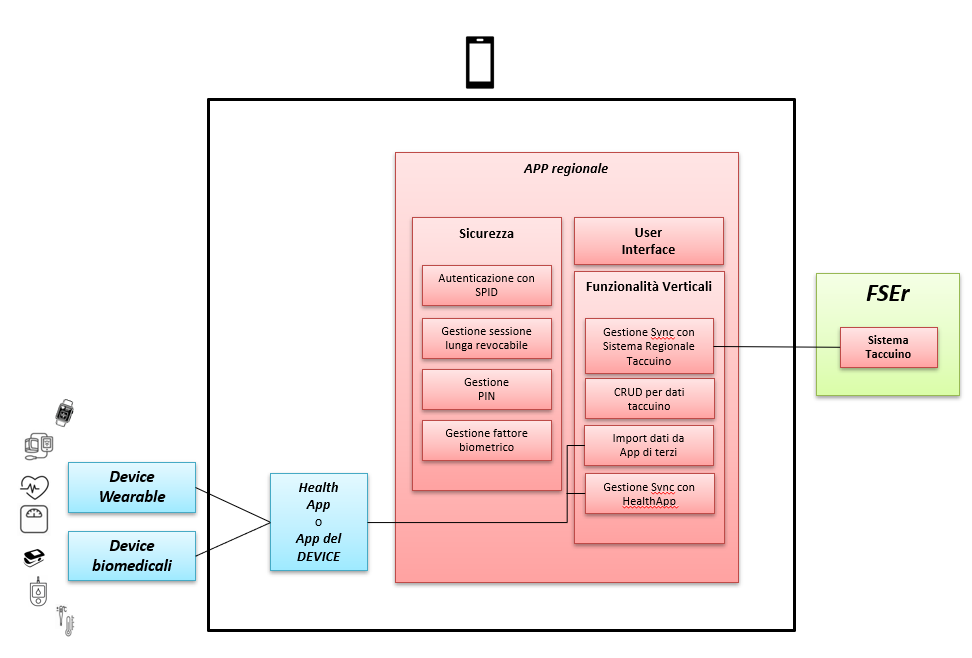 APP regionale
Sicurezza
Autenticazione con
SPID
Gestione sessione
lunga revocabile
Gestione
PIN
Gestione fattore
biometrico
User
Interface
Funzionalità Verticali
Gestione Sync con
Sistema Regionale
Taccuino
CRUD per dati
taccuino
Import dati da
App di terzi
Gestione Sync con
HealthApp
FSEr
Sistema
Taccuino
Device
Wearable
Device
biomedicali
Health
App
o
App del
DEVICE